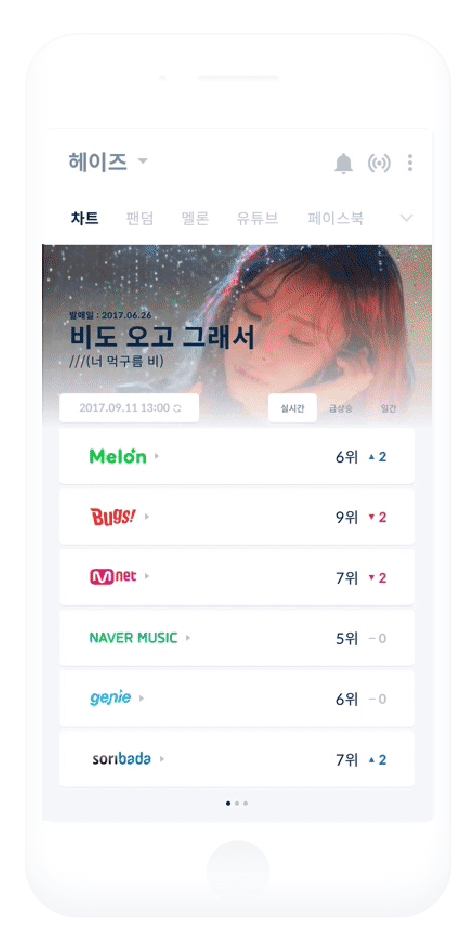 헤이즈
차트 팬덤 멜론 유튜브 페이스북
발매일 : 2017.06.26
비도 오고 그래서
///(너 먹구름 비)
2017.09.11 13:00 실시간 급상승 일간
Melon 6위 ▲ 2
Bugs! 9위 ▼ 2
Mnet 7위 ▼ 2
NAVER MUSIC 5위 – 0
genie 6위 – 0
soribada 7위 ▲ 2